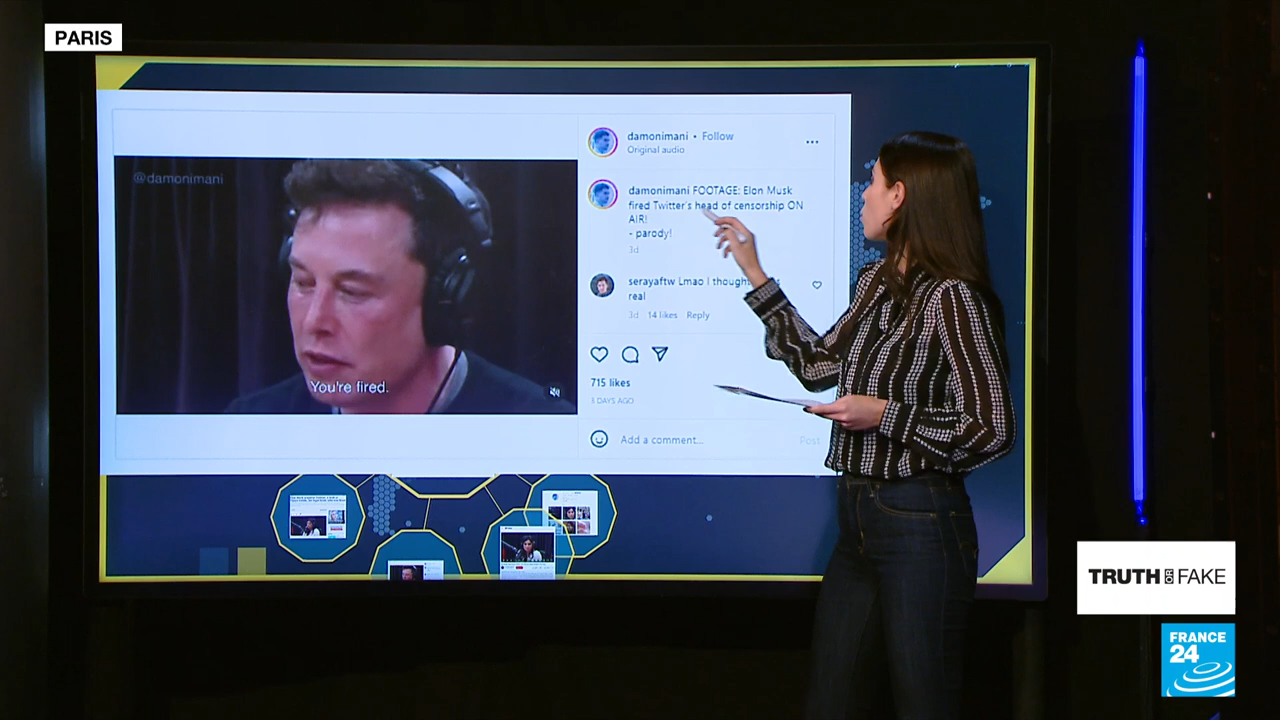 PARIS
@damonimani
You're fired.
damonimani • Follow
Original audio
damonimani FOOTAGE: Elon Musk
fired Twitter's head of censorship ON
AIR!
- parody!
3d
serayaftw Lmao I thought
real
3d 14 likes Reply
715 likes
DAYS AGO
Add a comment...
Post
TRUTH OR FAKE
FRANCE
24